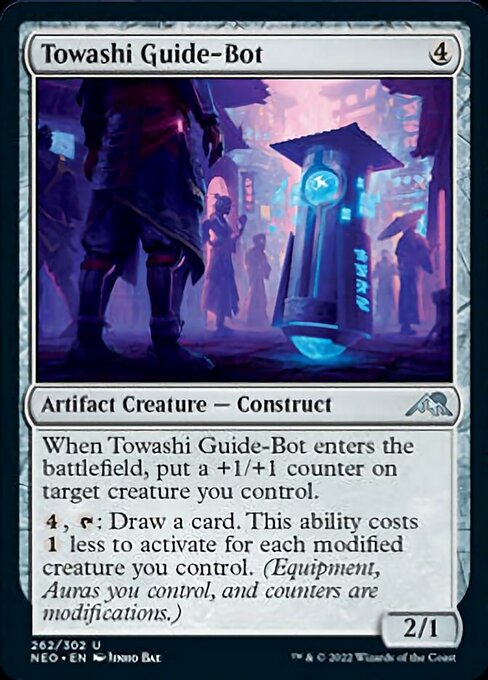 Towashi Guide-Bot 4
Artifact Creature — Construct
When Towashi Guide-Bot enters the
battlefield, put a +1/+1 counter on
target creature you control.
4, : Draw a card. This ability costs
1 less to activate for each modified
creature you control. (Equipment,
Auras you control, and counters are
modifications.)
2/1
262/302 U
NEO • EN Jinho Bae
™ & © 2022 Wizards of the Coast